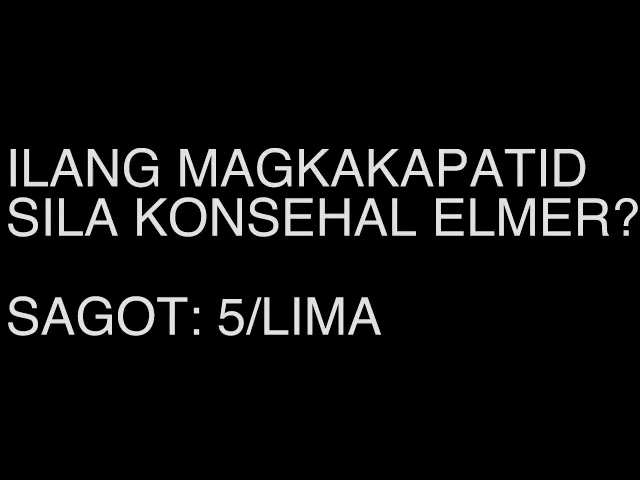 ILANG MAGKAKAPATID
SILA KONSEHAL ELMER?
SAGOT: 5/LIMA